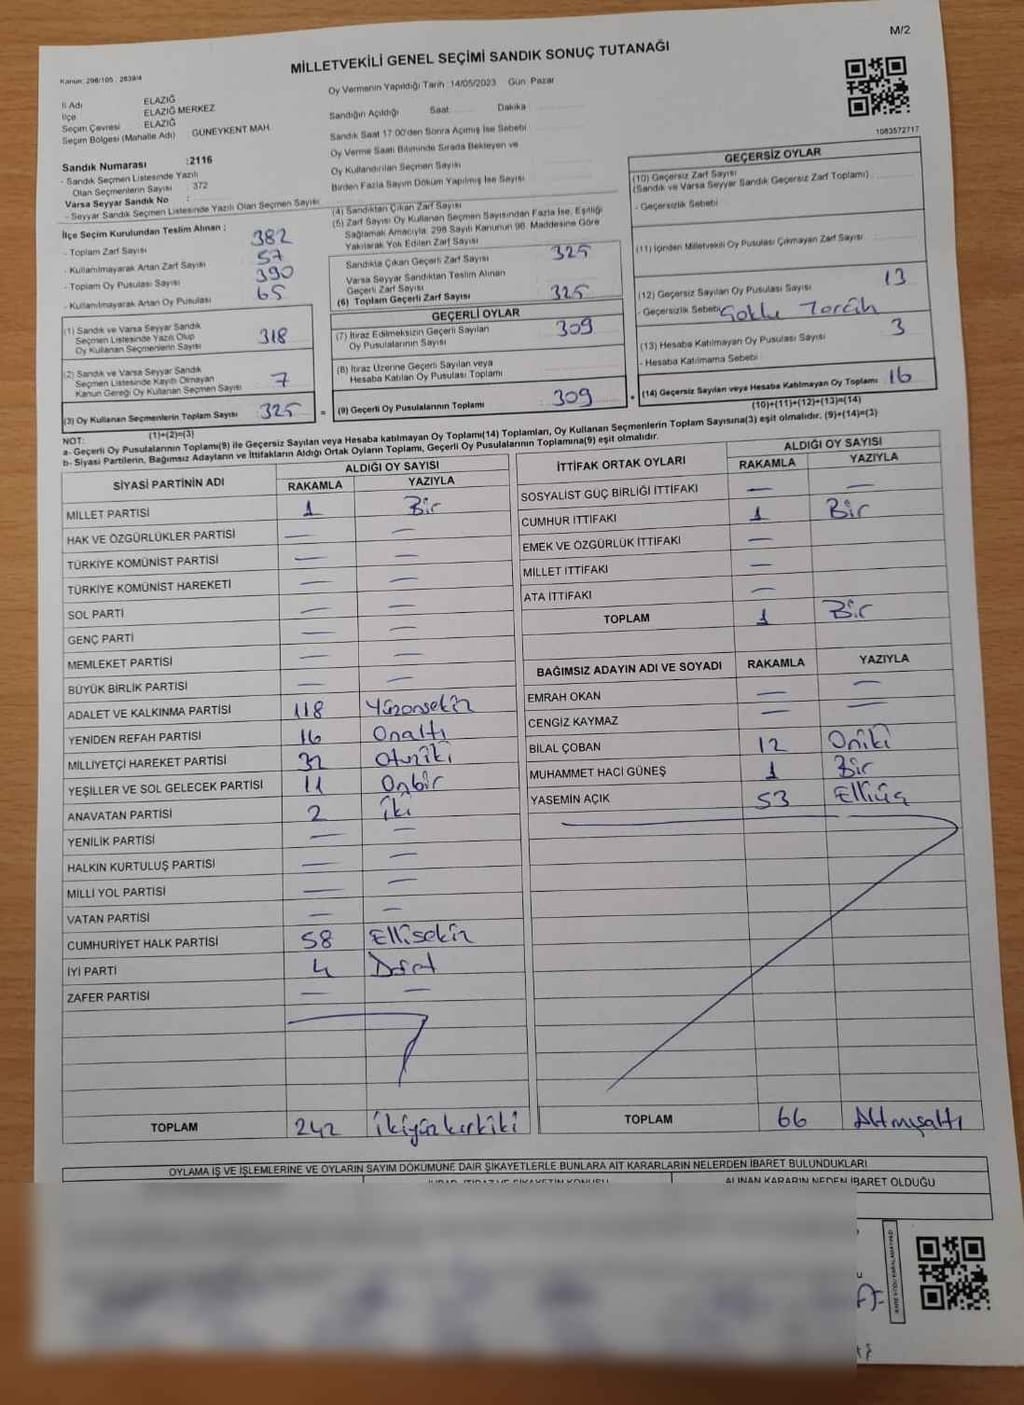 M/2
MİLLETVEKİLİ GENEL SEÇİMİ SANDIK SONUÇ TUTANAĞI
Kanun: 298/105 : 2839/4
Oy Vermenin Yapıldığı Tarih :14/05/2023 Gün: Pazar
İl Adı ELAZIĞ
İlçe ELAZIĞ MERKEZ
Seçim Çevresi ELAZIĞ
Seçim Bölgesi (Mahalle Adı) GÜNEYKENT MAH.
Sandığın Açıldığı Saat Dakika
Sandık Saat 17:00'den Sonra Açılmış İse Sebebi
Oy Verme Saati Bitiminde Sırada Bekleyen ve
Oy Kullandırılan Seçmen Sayısı
Birden Fazla Sayım Döküm Yapılmış İse Sayısı
1083572717
Sandık Numarası :2116
- Sandık Seçmen Listesinde Yazılı
Olan Seçmenlerin Sayısı : 372
Varsa Seyyar Sandık No :
- Seyyar Sandık Seçmen Listesinde Yazılı Olan Seçmen Sayısı
İlçe Seçim Kurulundan Teslim Alınan :
- Toplam Zarf Sayısı 382
- Kullanılmayarak Artan Zarf Sayısı 57
- Toplam Oy Pusulası Sayısı 390
- Kullanılmayarak Artan Oy Pusulası 65
(1) Sandık ve Varsa Seyyar Sandık
Seçmen Listesinde Yazılı Olup
Oy Kullanan Seçmenlerin Sayısı 318
(2) Sandık ve Varsa Seyyar Sandık
Seçmen Listesinde Kayıtlı Olmayan
Kanun Gereği Oy Kullanan Seçmen Sayısı 7
(3) Oy Kullanan Seçmenlerin Toplam Sayısı 325
(1)+(2)=(3)
(4) Sandıktan Çıkan Zarf Sayısı
(5) Zarf Sayısı Oy Kullanan Seçmen Sayısından Fazla İse, Eşitliği
Sağlamak Amacıyla, 298 Sayılı Kanunun 98. Maddesine Göre
Yakılarak Yok Edilen Zarf Sayısı
Sandıkta Çıkan Geçerli Zarf Sayısı 325
Varsa Seyyar Sandıktan Teslim Alınan
Geçerli Zarf Sayısı
(6) Toplam Geçerli Zarf Sayısı 325
GEÇERLİ OYLAR
(7) İtiraz Edilmeksizin Geçerli Sayılan
Oy Pusulalarının Sayısı 309
(8) İtiraz Üzerine Geçerli Sayılan veya
Hesaba Katılan Oy Pusulası Toplamı
= (9) Geçerli Oy Pusulalarının Toplamı 309
GEÇERSİZ OYLAR
(10) Geçersiz Zarf Sayısı
(Sandık ve Varsa Seyyar Sandık Geçersiz Zarf Toplamı)
- Geçersizlik Sebebi
(11) İçinden Milletvekili Oy Pusulası Çıkmayan Zarf Sayısı
(12) Geçersiz Sayılan Oy Pusulası Sayısı 13
- Geçersizlik Sebebi Çoklu Tercih
(13) Hesaba Katılmayan Oy Pusulası Sayısı 3
- Hesaba Katılmama Sebebi
+ (14) Geçersiz Sayılan veya Hesaba Katılmayan Oy Toplamı 16
(10)+(11)+(12)+(13)=(14)
NOT:
a- Geçerli Oy Pusulalarının Toplamı(9) ile Geçersiz Sayılan veya Hesaba katılmayan Oy Toplamı(14) Toplamları, Oy Kullanan Seçmenlerin Toplam Sayısına(3) eşit olmalıdır. (9)+(14)=(3)
b- Siyasi Partilerin, Bağımsız Adayların ve İttifakların Aldığı Ortak Oyların Toplamı, Geçerli Oy Pusulalarının Toplamına(9) eşit olmalıdır.
SİYASİ PARTİNİN ADI ALDIĞI OY SAYISI
RAKAMLA YAZIYLA
MİLLET PARTİSİ 1 Bir
HAK VE ÖZGÜRLÜKLER PARTİSİ — —
TÜRKİYE KOMÜNİST PARTİSİ — —
TÜRKİYE KOMÜNİST HAREKETİ — —
SOL PARTİ — —
GENÇ PARTİ — —
MEMLEKET PARTİSİ — —
BÜYÜK BİRLİK PARTİSİ — —
ADALET VE KALKINMA PARTİSİ 118 Yüzonsekiz
YENİDEN REFAH PARTİSİ 16 Onaltı
MİLLİYETÇİ HAREKET PARTİSİ 32 Otuziki
YEŞİLLER VE SOL GELECEK PARTİSİ 11 Onbir
ANAVATAN PARTİSİ 2 İki
YENİLİK PARTİSİ — —
HALKIN KURTULUŞ PARTİSİ — —
MİLLİ YOL PARTİSİ — —
VATAN PARTİSİ — —
CUMHURİYET HALK PARTİSİ 58 Ellisekiz
İYİ PARTİ 4 Dört
ZAFER PARTİSİ — —
TOPLAM 242 ikiyüzkırkiki
İTTİFAK ORTAK OYLARI ALDIĞI OY SAYISI
RAKAMLA YAZIYLA
SOSYALİST GÜÇ BİRLİĞİ İTTİFAKI — —
CUMHUR İTTİFAKI 1 Bir
EMEK VE ÖZGÜRLÜK İTTİFAKI —
MİLLET İTTİFAKI —
ATA İTTİFAKI —
TOPLAM 1 Bir
BAĞIMSIZ ADAYIN ADI VE SOYADI RAKAMLA YAZIYLA
EMRAH OKAN — —
CENGİZ KAYMAZ — —
BİLAL ÇOBAN 12 Oniki
MUHAMMET HACİ GÜNEŞ 1 Bir
YASEMİN AÇIK 53 Elliüç
TOPLAM 66 Altmışaltı
OYLAMA İŞ VE İŞLEMLERİNE VE OYLARIN SAYIM DÖKÜMÜNE DAİR ŞİKAYETLERLE BUNLARA AİT KARARLARIN NELERDEN İBARET BULUNDUKLARI
ALINAN KARARIN NEDEN İBARET OLDUĞU